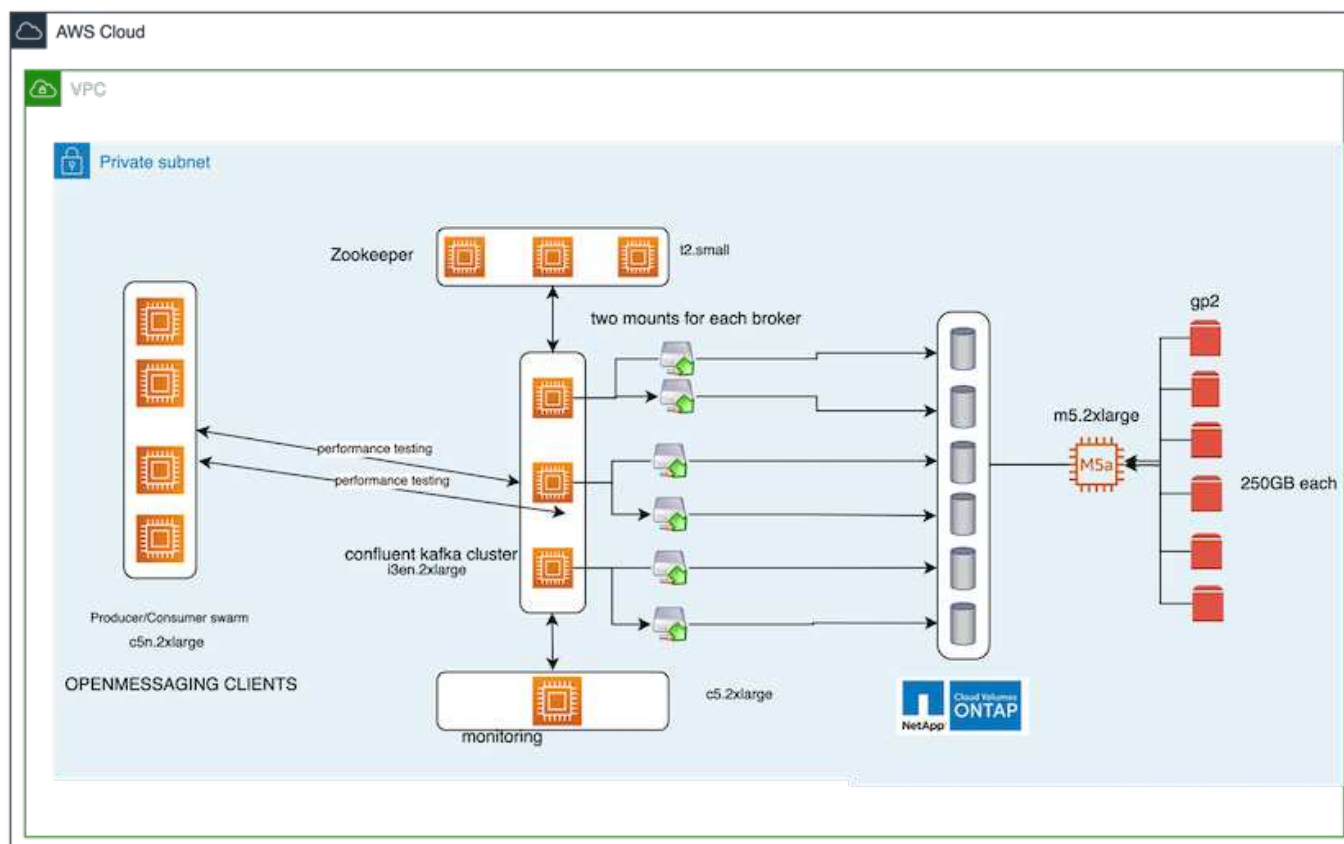 AWS Cloud
VPC
Private subnet
Zookeeper
t2.small
two mounts for each broker
gp2
m5.2xlarge
M5a
250GB each
performance testing
performance testing
confluent kafka cluster
i3en.2xlarge
Producer/Consumer swarm
c5n.2xlarge
OPENMESSAGING CLIENTS
c5.2xlarge
monitoring
NetApp
Cloud Volumes
ONTAP